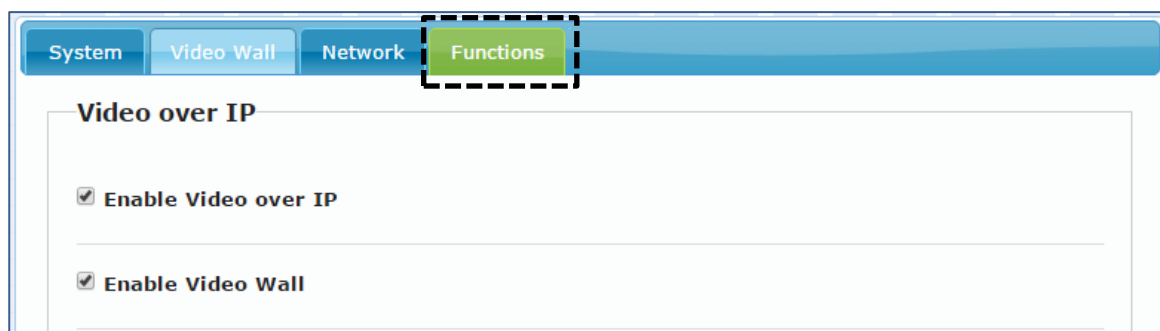 System Video Wall Network Functions
Video over IP
Enable Video over IP
Enable Video Wall